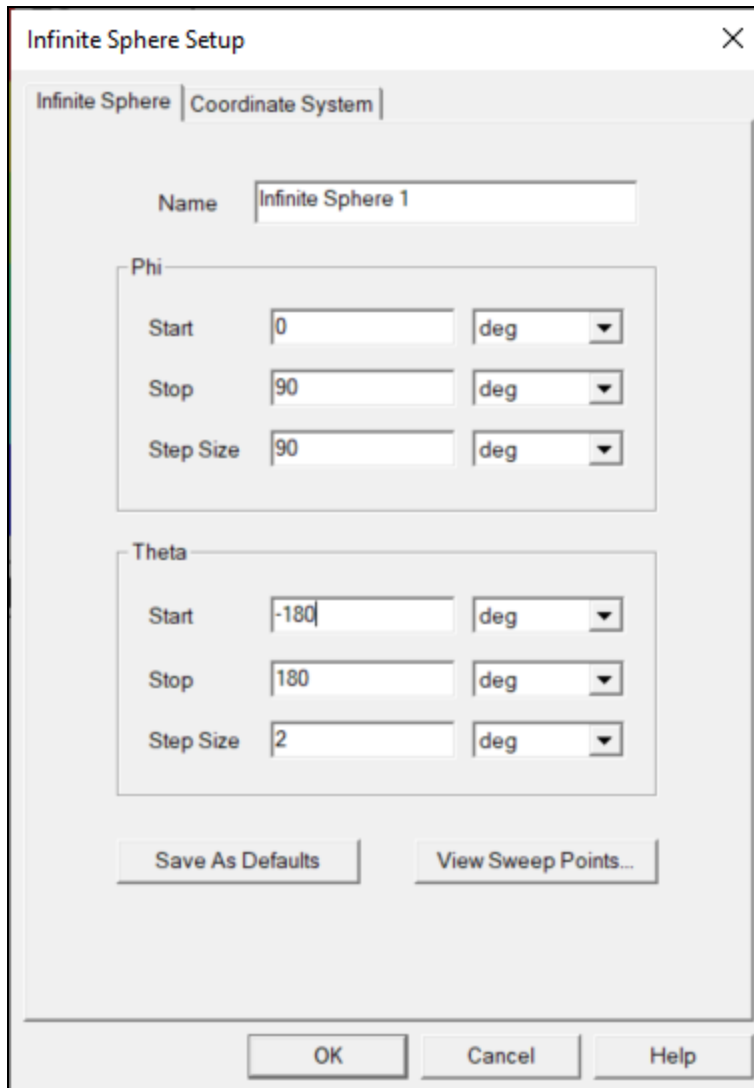 Infinite Sphere Setup
Infinite Sphere Coordinate System
Name Infinite Sphere 1
Phi
Start 0 deg
Stop 90 deg
Step Size 90 deg
Theta
Start -180 deg
Stop 180 deg
Step Size 2 deg
Save As Defaults View Sweep Points...
OK Cancel Help